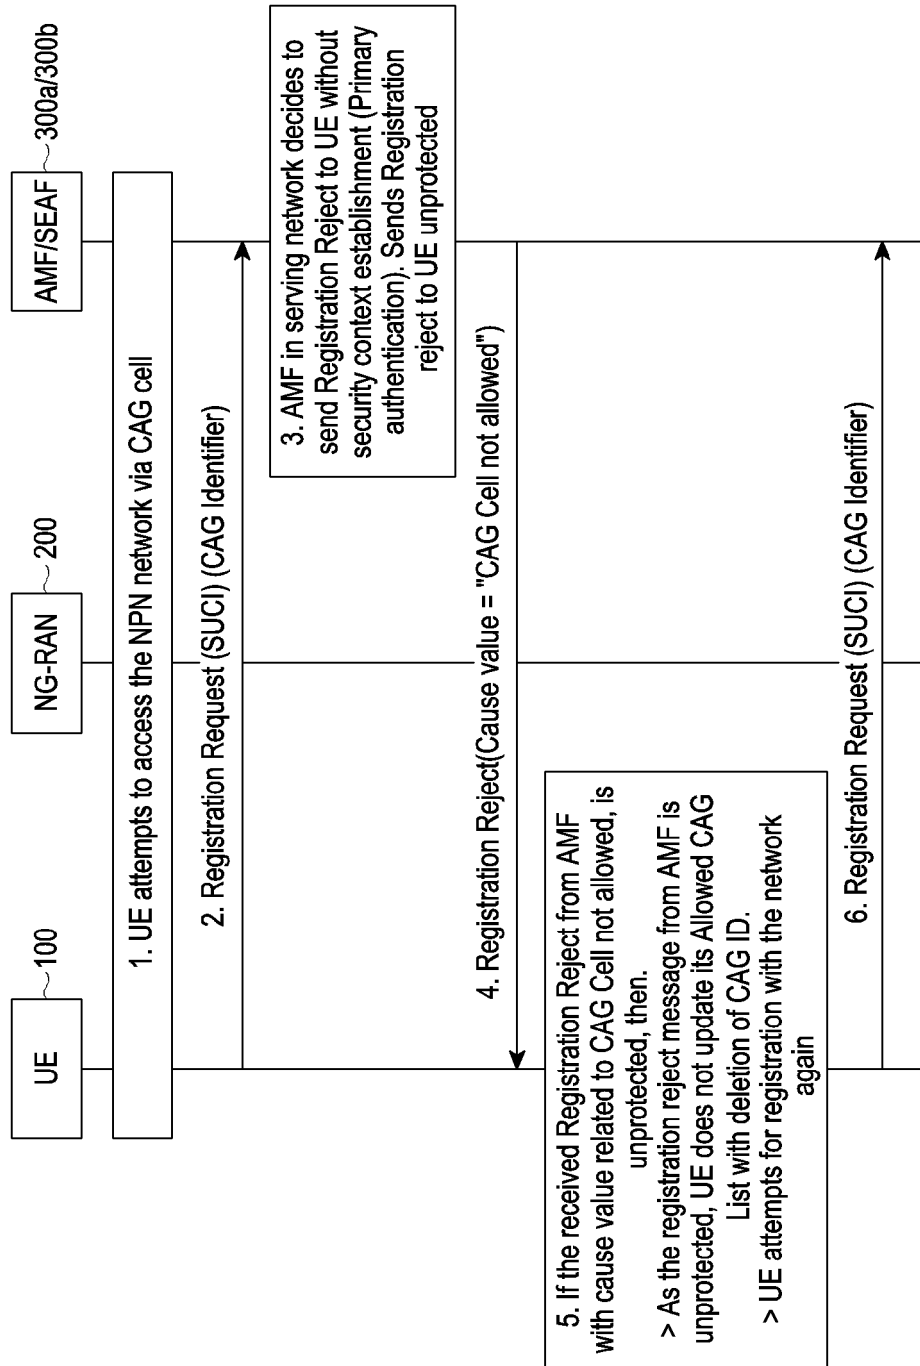 UE
100
NG-RAN
200
AMF/SEAF
300a/300b
1. UE attempts to access the NPN network via CAG cell
2. Registration Request (SUCI) (CAG Identifier)
3. AMF in serving network decides to
send Registration Reject to UE without
security context establishment (Primary
authentication). Sends Registration
reject to UE unprotected
4. Registration Reject(Cause value = "CAG Cell not allowed")
5. If the received Registration Reject from AMF
with cause value related to CAG Cell not allowed, is
unprotected, then.
> As the registration reject message from AMF is
unprotected, UE does not update its Allowed CAG
List with deletion of CAG ID.
> UE attempts for registration with the network
again
6. Registration Request (SUCI) (CAG Identifier)